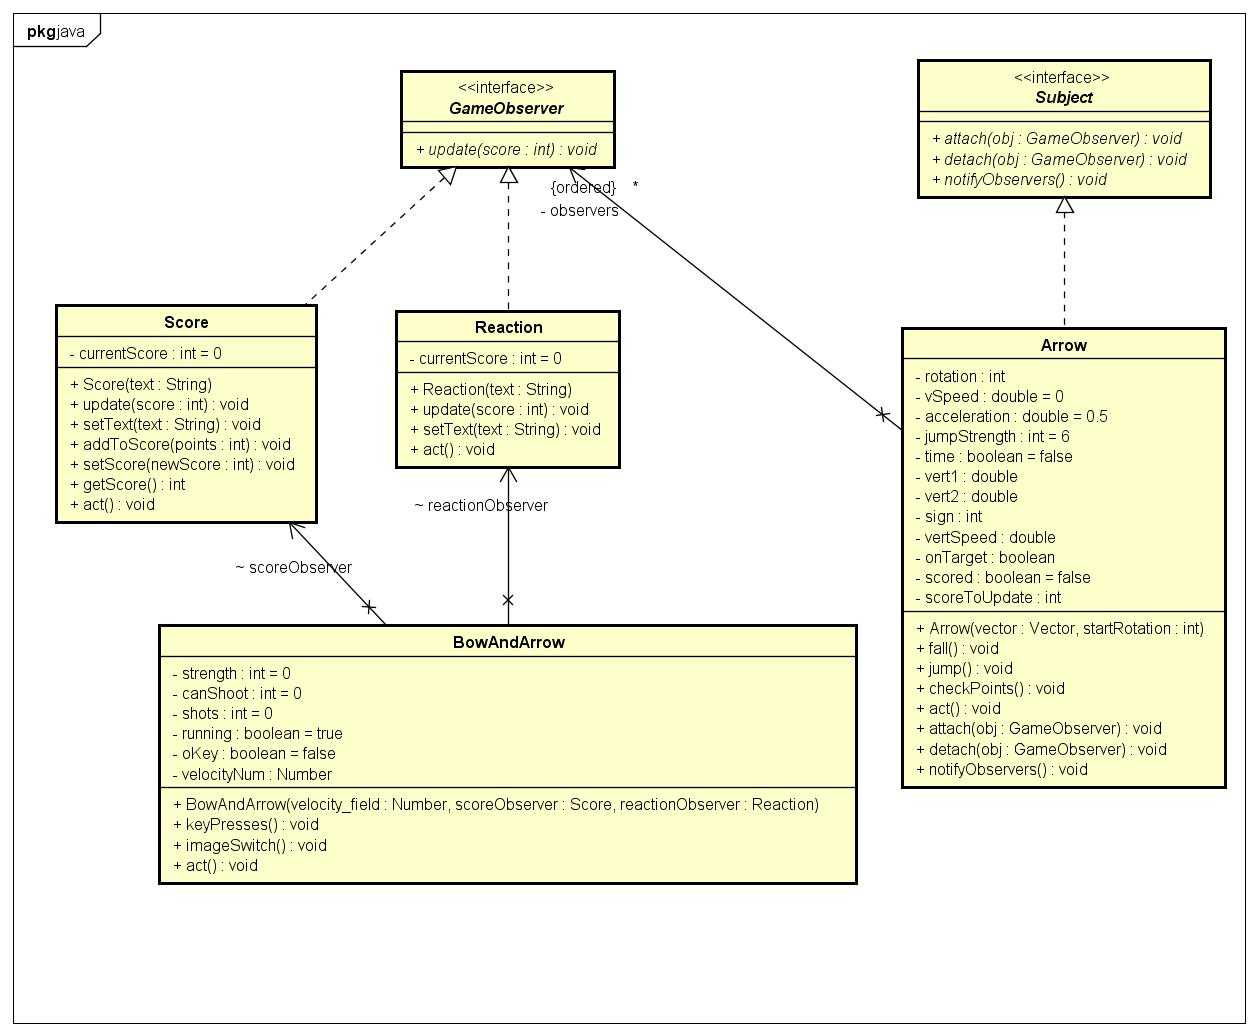 pkg java
<<interface>>
GameObserver
+ update(score : int) : void
<<interface>>
Subject
+ attach(obj : GameObserver) : void
+ detach(obj : GameObserver) : void
+ notifyObservers() : void
{ordered} *
- observers
Score
- currentScore : int = 0
+ Score(text : String)
+ update(score : int) : void
+ setText(text : String) : void
+ addToScore(points : int) : void
+ setScore(newScore : int) : void
+ getScore() : int
+ act() : void
Reaction
- currentScore : int = 0
+ Reaction(text : String)
+ update(score : int) : void
+ setText(text : String) : void
+ act() : void
Arrow
- rotation : int
- vSpeed : double = 0
- acceleration : double = 0.5
- jumpStrength : int = 6
- time : boolean = false
- vert1 : double
- vert2 : double
- sign : int
- vertSpeed : double
- onTarget : boolean
- scored : boolean = false
- scoreToUpdate : int
+ Arrow(vector : Vector, startRotation : int)
+ fall() : void
+ jump() : void
+ checkPoints() : void
+ act() : void
+ attach(obj : GameObserver) : void
+ detach(obj : GameObserver) : void
+ notifyObservers() : void
~ scoreObserver
~ reactionObserver
BowAndArrow
- strength : int = 0
- canShoot : int = 0
- shots : int = 0
- running : boolean = true
- oKey : boolean = false
- velocityNum : Number
+ BowAndArrow(velocity_field : Number, scoreObserver : Score, reactionObserver : Reaction)
+ keyPresses() : void
+ imageSwitch() : void
+ act() : void